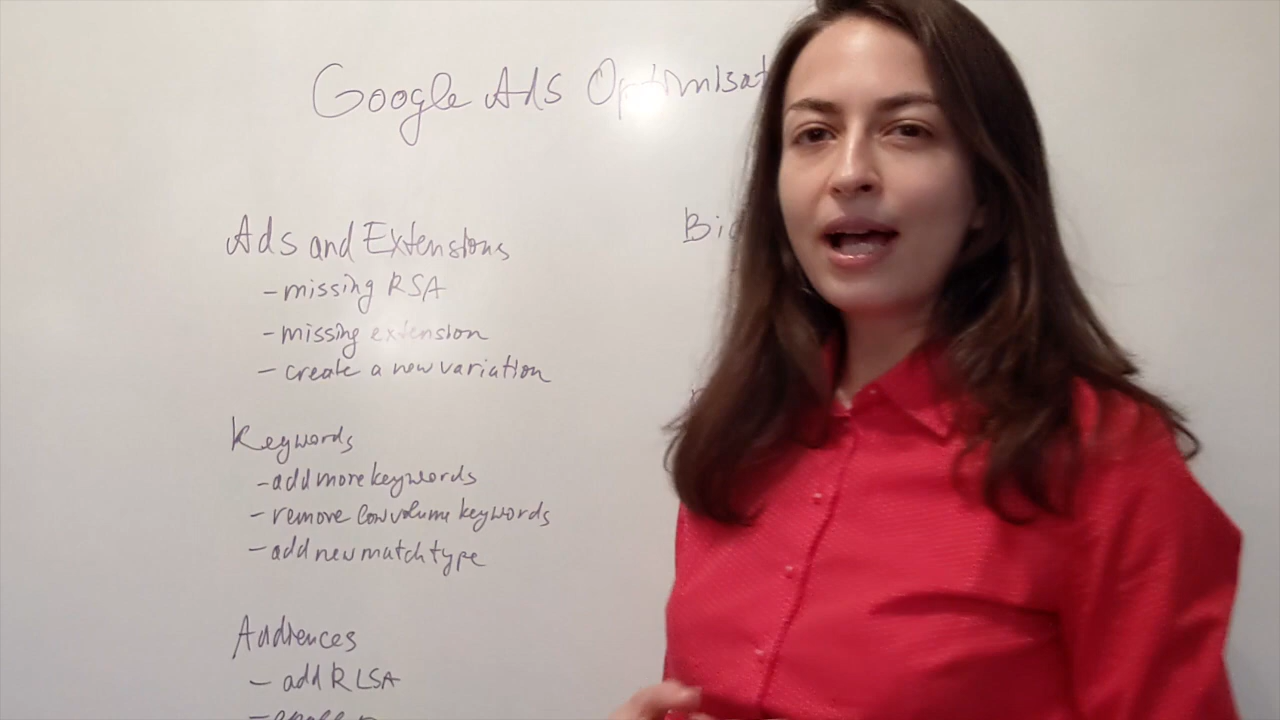 Google Ads Optimisat
Ads and Extensions
- missing RSA
- missing extension
- create a new variation
Keywords
- add more keywords
- remove low volume keywords
- add new match type
Audiences
- add RLSA
Bid